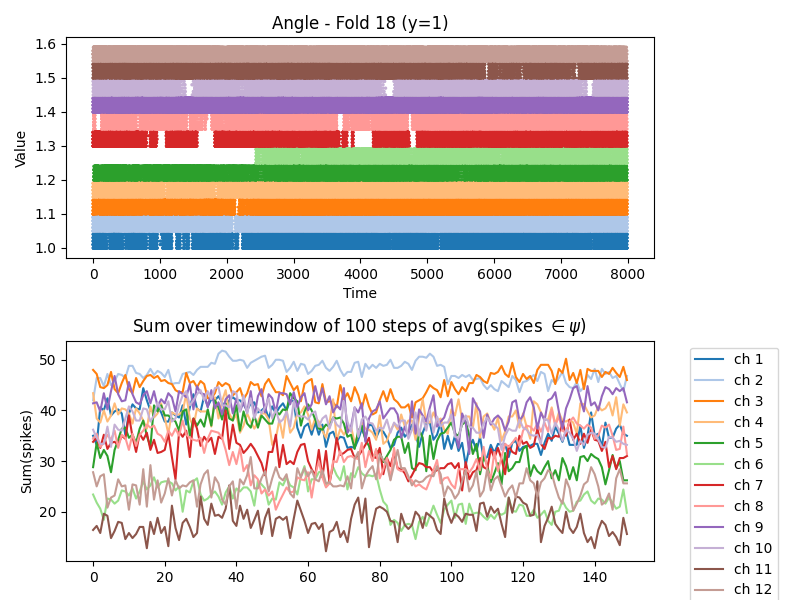 Angle - Fold 18 (y=1)
Value
1.6
1.5
1.4
1.3
1.2
1.1
1.0
0 1000 2000 3000 4000 5000 6000 7000 8000
Time
Sum over timewindow of 100 steps of avg(spikes ∈ ψ)
Sum(spikes)
50
40
30
20
0 20 40 60 80 100 120 140
ch 1
ch 2
ch 3
ch 4
ch 5
ch 6
ch 7
ch 8
ch 9
ch 10
ch 11
ch 12